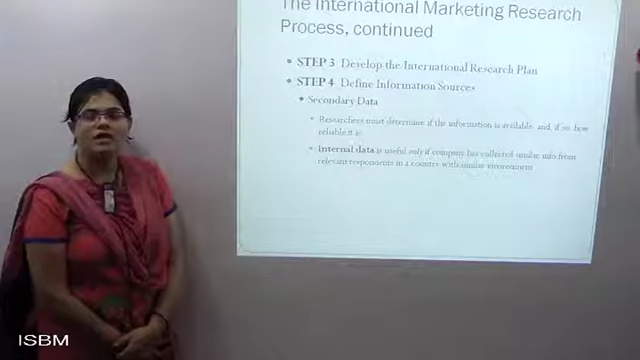 The International Marketing Research
Process, continued
• STEP 3 Develop the International Research Plan
• STEP 4 Define Information Sources
• Secondary Data
• Researchers must determine if the information is available and if so how
reliable it is
• Internal data is useful only if company has collected similar info from
relevant respondents in a country with similar environment
ISBM